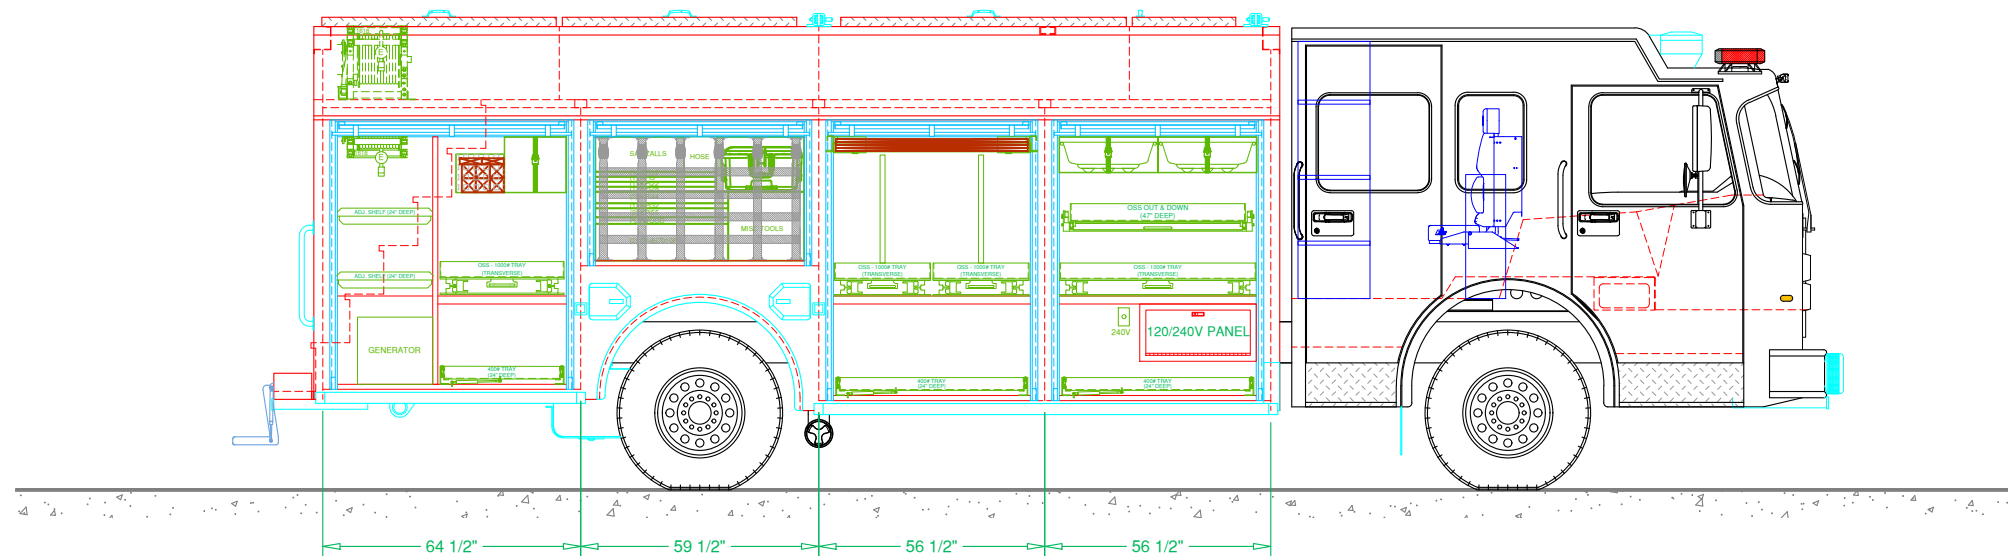 1818
HOSE
E
E
ADJ. SHELF (24" DEEP)
OSS OUT & DOWN
(47" DEEP)
MISC TOOLS
ADJ. SHELF (24" DEEP)
OSS - 1000# TRAY
(TRANSVERSE)
OSS - 1000# TRAY
(TRANSVERSE)
OSS - 1000# TRAY
(TRANSVERSE)
OSS - 1000# TRAY
(TRANSVERSE)
240V
120/240V PANEL
GENERATOR
400# TRAY
(24" DEEP)
400# TRAY
(24" DEEP)
400# TRAY
(24" DEEP)
64 1/2"
59 1/2"
56 1/2"
56 1/2"